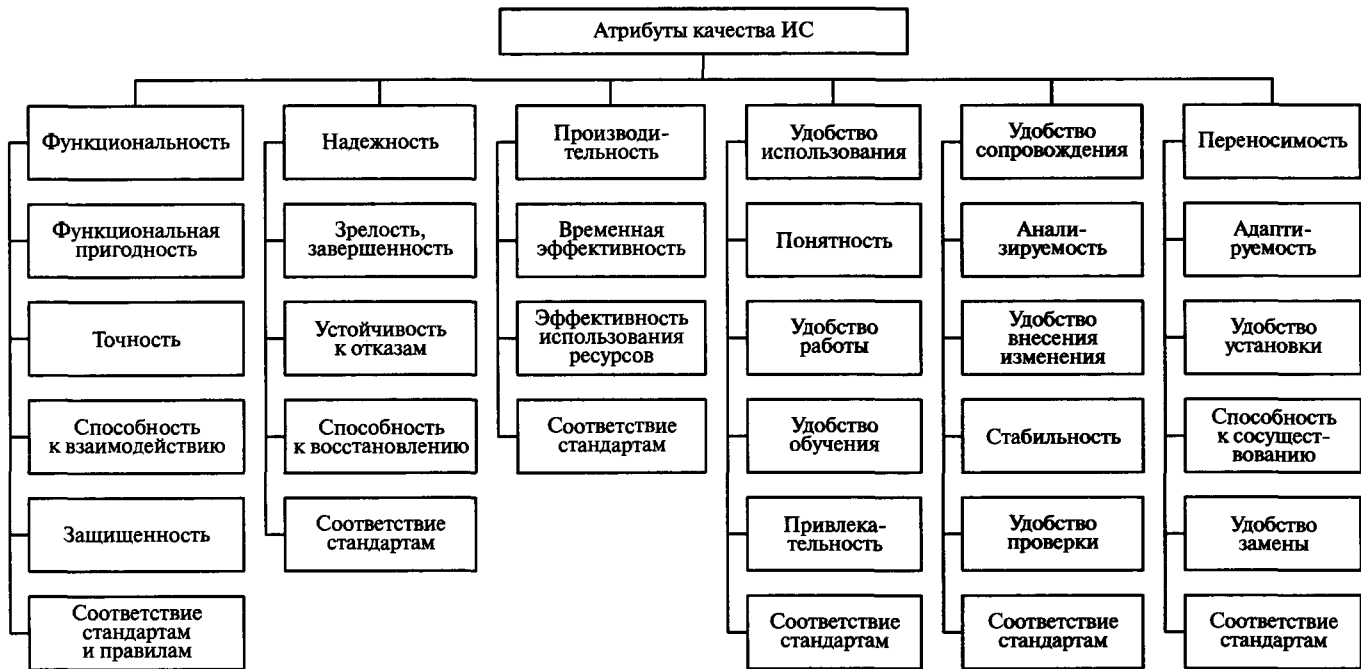 Атрибуты качества ИС
Функциональность
Надежность
Производи-
тельность
Удобство
использования
Удобство
сопровождения
Переносимость
Функциональная
пригодность
Зрелость,
завершенность
Временная
эффективность
Понятность
Анали-
зируемость
Адапти-
руемость
Точность
Устойчивость
к отказам
Эффективность
использования
ресурсов
Удобство
работы
Удобство
внесения
изменения
Удобство
установки
Способность
к взаимодействию
Способность
к восстановлению
Соответствие
стандартам
Удобство
обучения
Стабильность
Способность
к сосущест-
вованию
Защищенность
Соответствие
стандартам
Привлека-
тельность
Удобство
проверки
Удобство
замены
Соответствие
стандартам
и правилам
Соответствие
стандартам
Соответствие
стандартам
Соответствие
стандартам